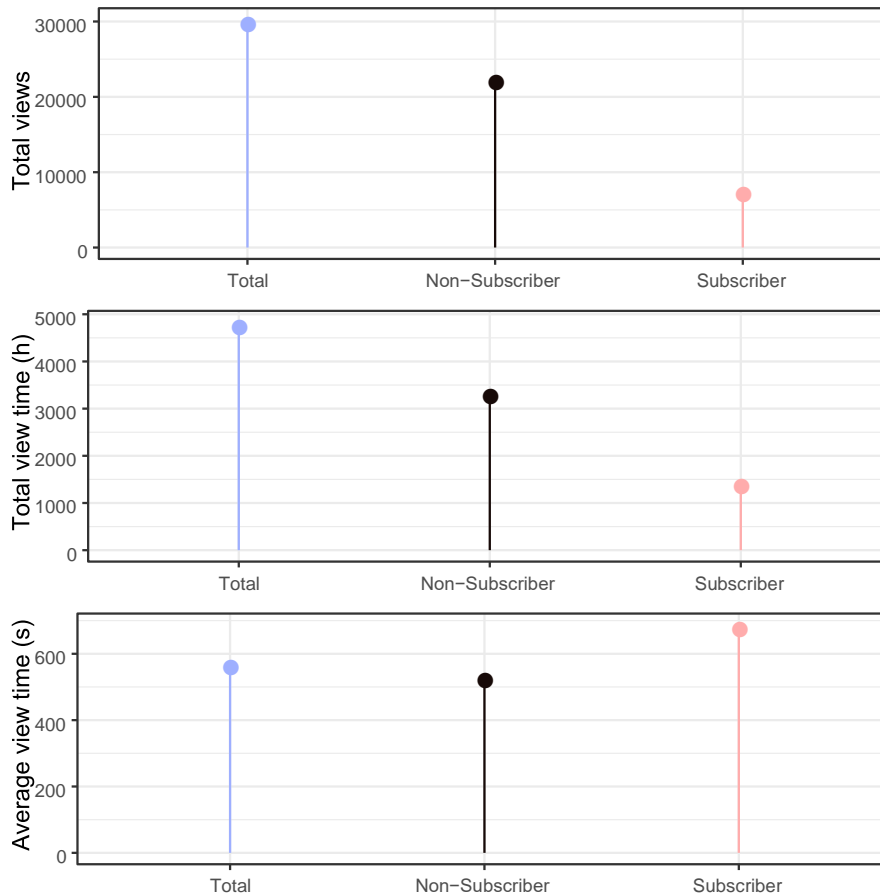 Total views
30000
20000
10000
0
Total
Non−Subscriber
Subscriber
Total view time (h)
5000
4000
3000
2000
1000
0
Total
Non−Subscriber
Subscriber
Average view time (s)
600
400
200
0
Total
Non−Subscriber
Subscriber